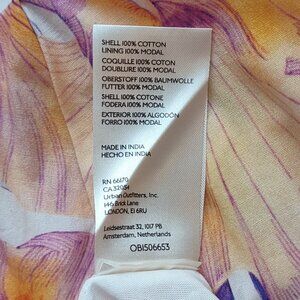 SHELL 100% COTTON
LINING 100% MODAL
COQUILLE 100% COTON
DOUBLURE 100% MODAL
OBERSTOFF 100% BAUMWOLLE
FUTTER 100% MODAL
SHELL 100% COTONE
FODERA 100% MODAL
EXTERIOR 100% ALGODÓN
FORRO 100% MODAL
MADE IN INDIA
HECHO EN INDIA
RN 66170
CA 32054
Urban Outfitters, Inc.
146 Brick Lane
LONDON, E1 6RU
Leidsestraat 32, 1017 PB
Amsterdam, Netherlands
OB1506653